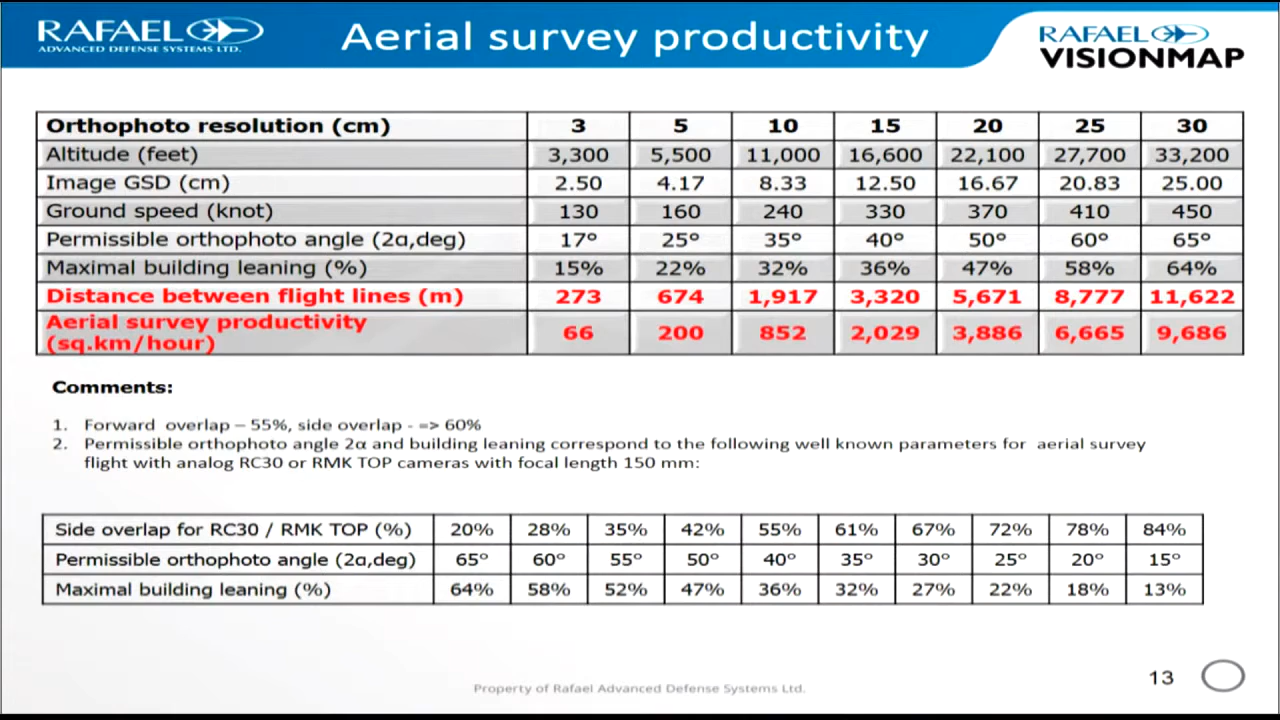 RAFAEL
ADVANCED DEFENSE SYSTEMS LTD.
Aerial survey productivity
RAFAEL
VISIONMAP
Orthophoto resolution (cm) 3 5 10 15 20 25 30
Altitude (feet) 3,300 5,500 11,000 16,600 22,100 27,700 33,200
Image GSD (cm) 2.50 4.17 8.33 12.50 16.67 20.83 25.00
Ground speed (knot) 130 160 240 330 370 410 450
Permissible orthophoto angle (2α,deg) 17° 25° 35° 40° 50° 60° 65°
Maximal building leaning (%) 15% 22% 32% 36% 47% 58% 64%
Distance between flight lines (m) 273 674 1,917 3,320 5,671 8,777 11,622
Aerial survey productivity
(sq.km/hour) 66 200 852 2,029 3,886 6,665 9,686
Comments:
1. Forward overlap – 55%, side overlap - => 60%
2. Permissible orthophoto angle 2α and building leaning correspond to the following well known parameters for aerial survey
flight with analog RC30 or RMK TOP cameras with focal length 150 mm:
Side overlap for RC30 / RMK TOP (%) 20% 28% 35% 42% 55% 61% 67% 72% 78% 84%
Permissible orthophoto angle (2α,deg) 65° 60° 55° 50° 40° 35° 30° 25° 20° 15°
Maximal building leaning (%) 64% 58% 52% 47% 36% 32% 27% 22% 18% 13%
Property of Rafael Advanced Defense Systems Ltd.
13